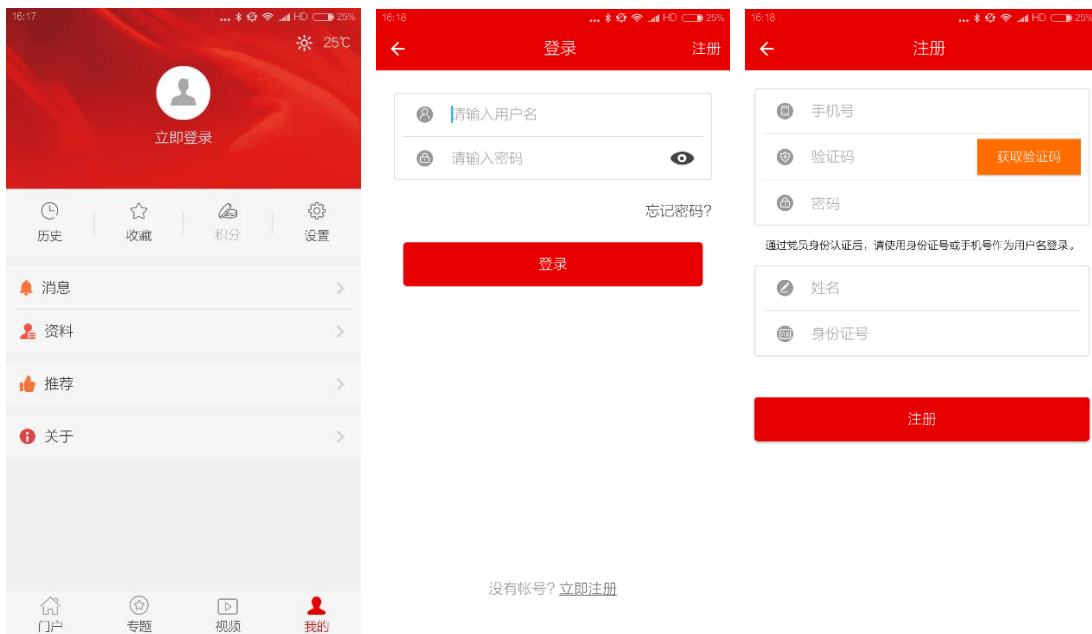 16:17
... HD 25%
25℃
立即登录
历史 收藏 积分 设置
消息
资料
推荐
关于
门户 专题 视频 我的
16:18
... HD 25%
登录 注册
请输入用户名
请输入密码
忘记密码?
登录
没有帐号? 立即注册
16:18
... HD 25%
注册
手机号
验证码 获取验证码
密码
通过党员身份认证后，请使用身份证号或手机号作为用户名登录。
姓名
身份证号
注册